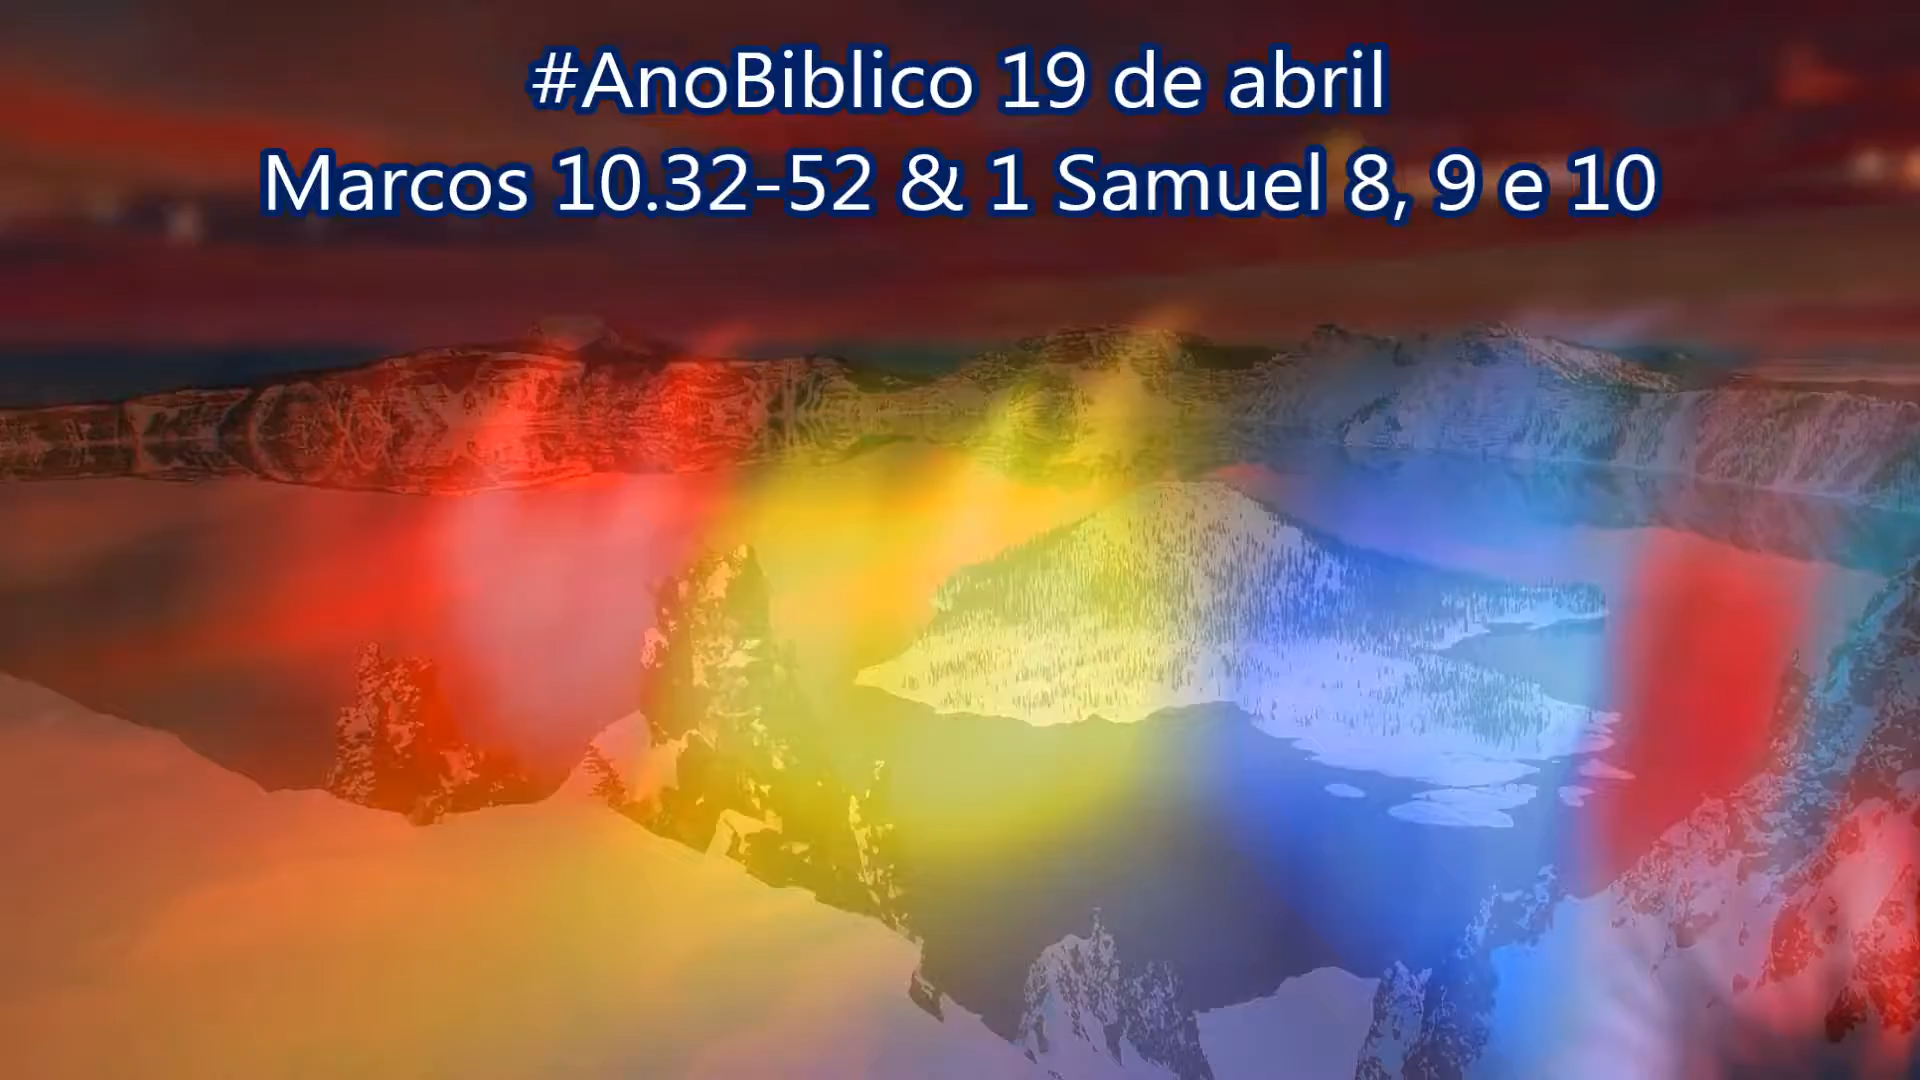 #AnoBiblico 19 de abril
Marcos 10.32-52 & 1 Samuel 8, 9 e 10